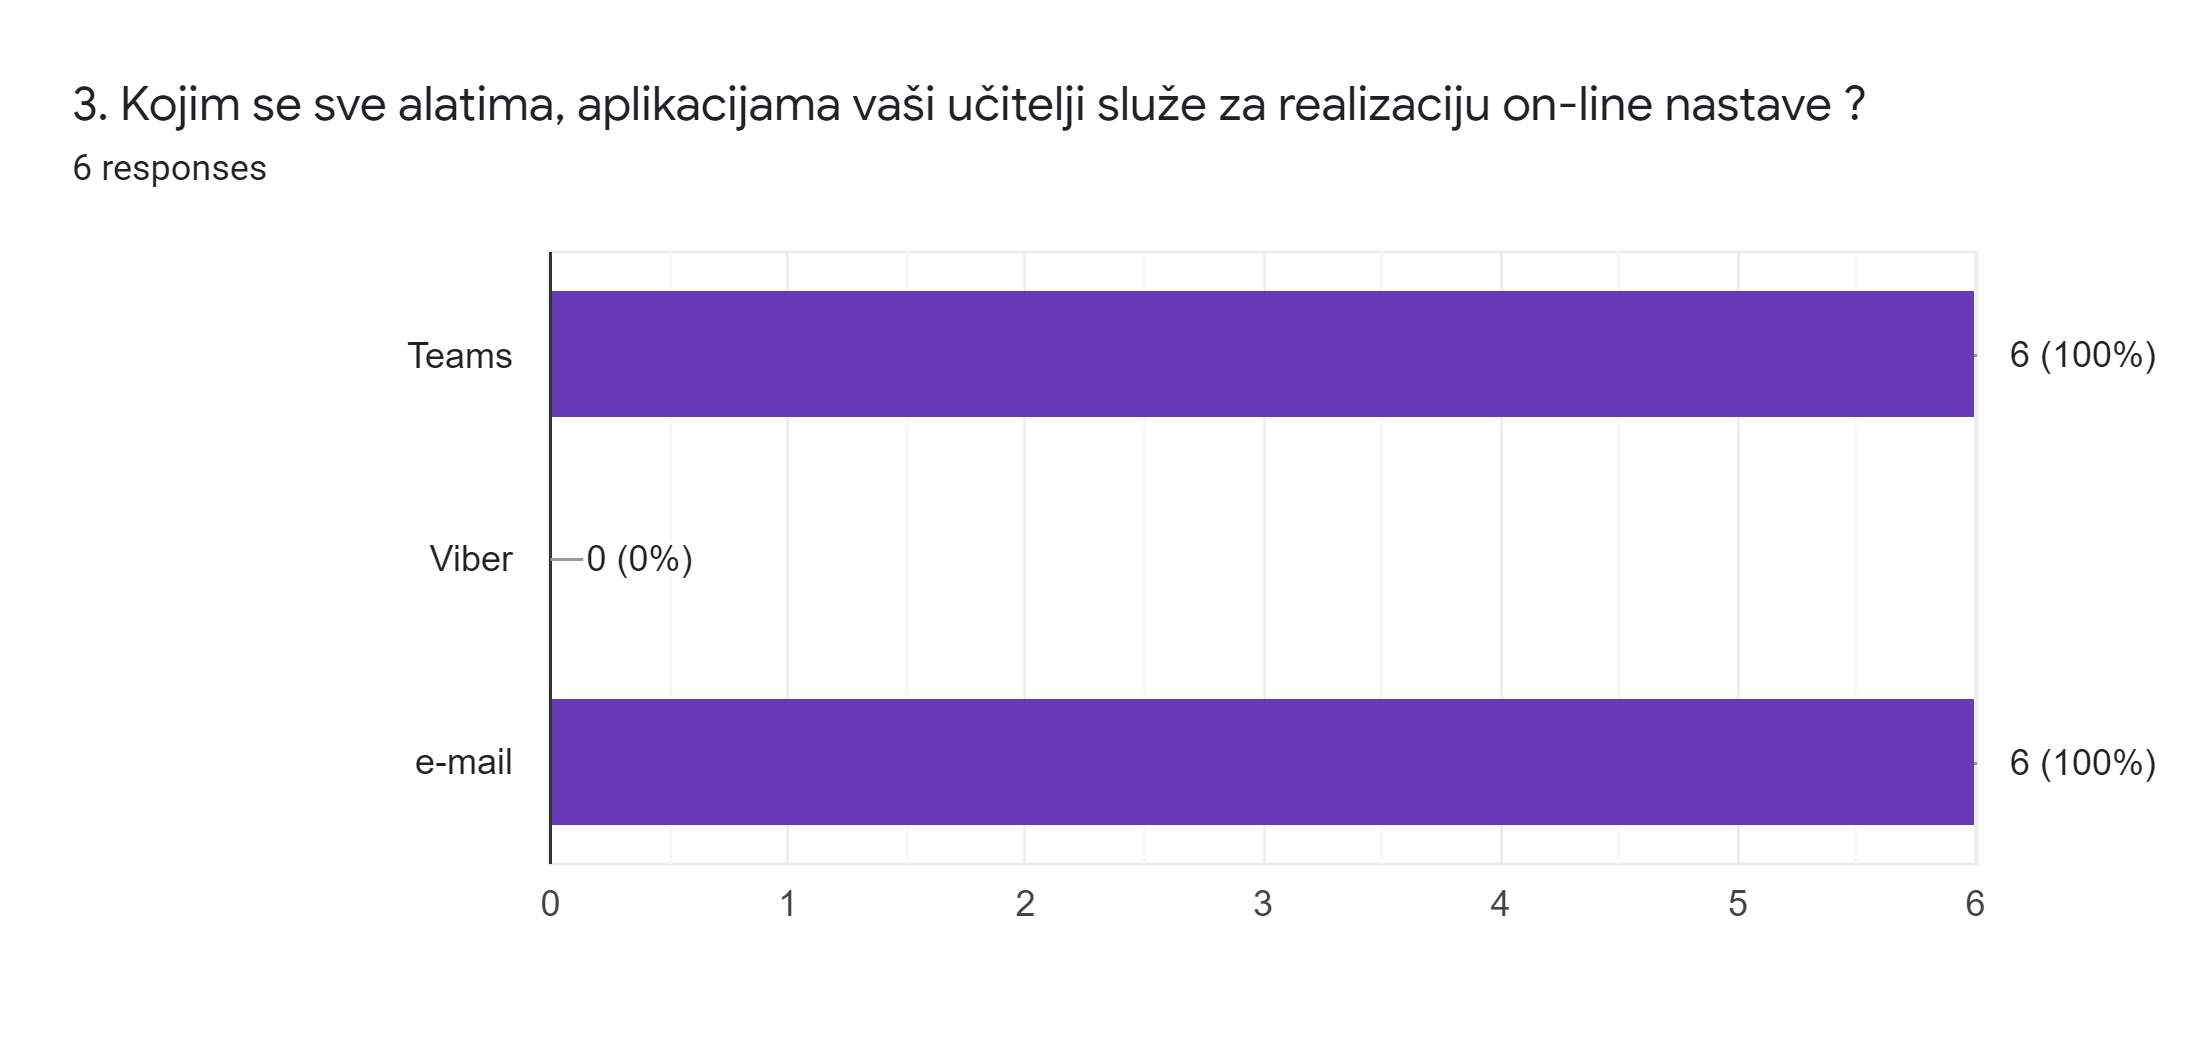 3. Kojim se sve alatima, aplikacijama vaši učitelji služe za realizaciju on-line nastave ?
6 responses
Teams
6 (100%)
Viber
0 (0%)
e-mail
6 (100%)
0 1 2 3 4 5 6